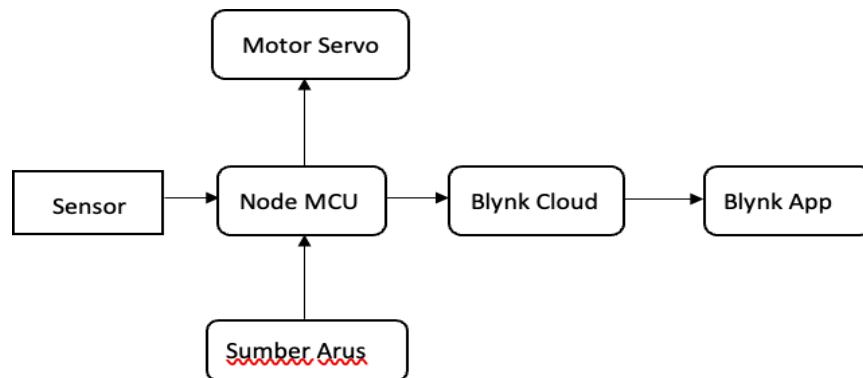 Motor Servo
Sensor
Node MCU
Blynk Cloud
Blynk App
Sumber Arus